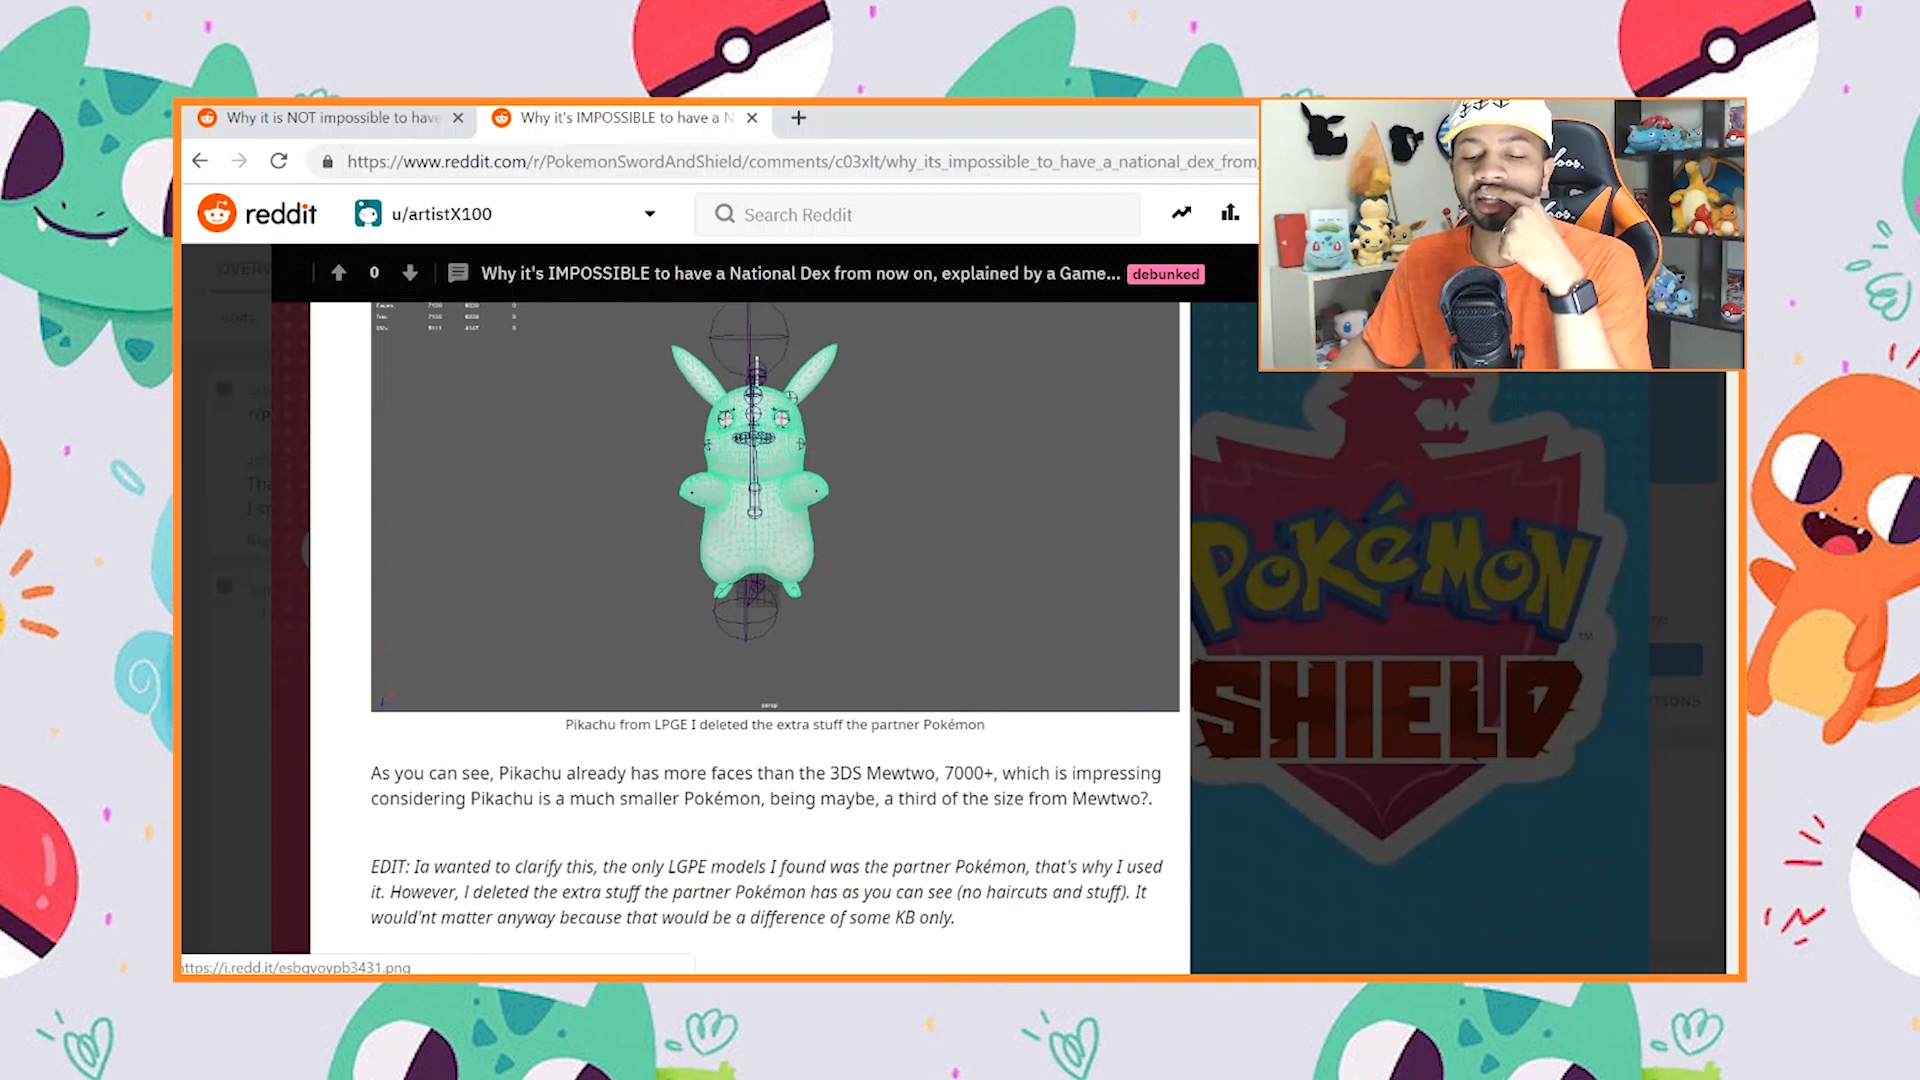 Why it is NOT impossible to have
Why it's IMPOSSIBLE to have a N
https://www.reddit.com/r/PokemonSwordAndShield/comments/c03xlt/why_its_impossible_to_have_a_national_dex_from
reddit
u/artistX100
Search Reddit
0
Why it's IMPOSSIBLE to have a National Dex from now on, explained by a Game...
debunked
persp
Pikachu from LPGE I deleted the extra stuff the partner Pokémon
As you can see, Pikachu already has more faces than the 3DS Mewtwo, 7000+, which is impressing
considering Pikachu is a much smaller Pokémon, being maybe, a third of the size from Mewtwo?.
EDIT: Ia wanted to clarify this, the only LGPE models I found was the partner Pokémon, that's why I used
it. However, I deleted the extra stuff the partner Pokémon has as you can see (no haircuts and stuff). It
would'nt matter anyway because that would be a difference of some KB only.
POKéMON
TM
SHIELD
https://i.redd.it/esbqvoypb3431.png